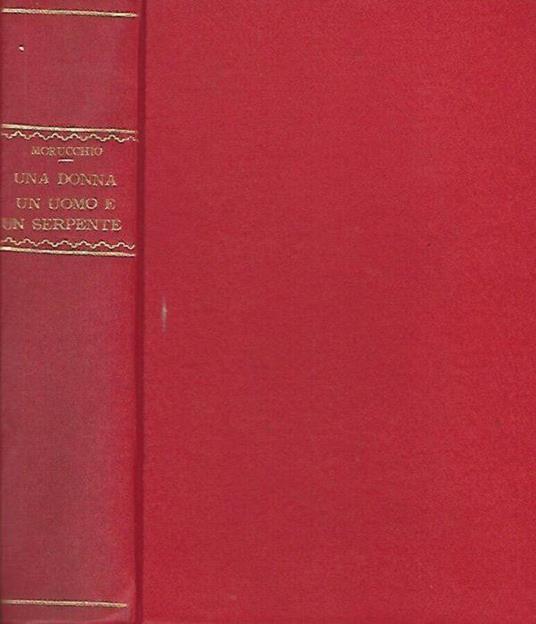 MORUCCHIO
UNA DONNA
UN UOMO E
UN SERPENTE